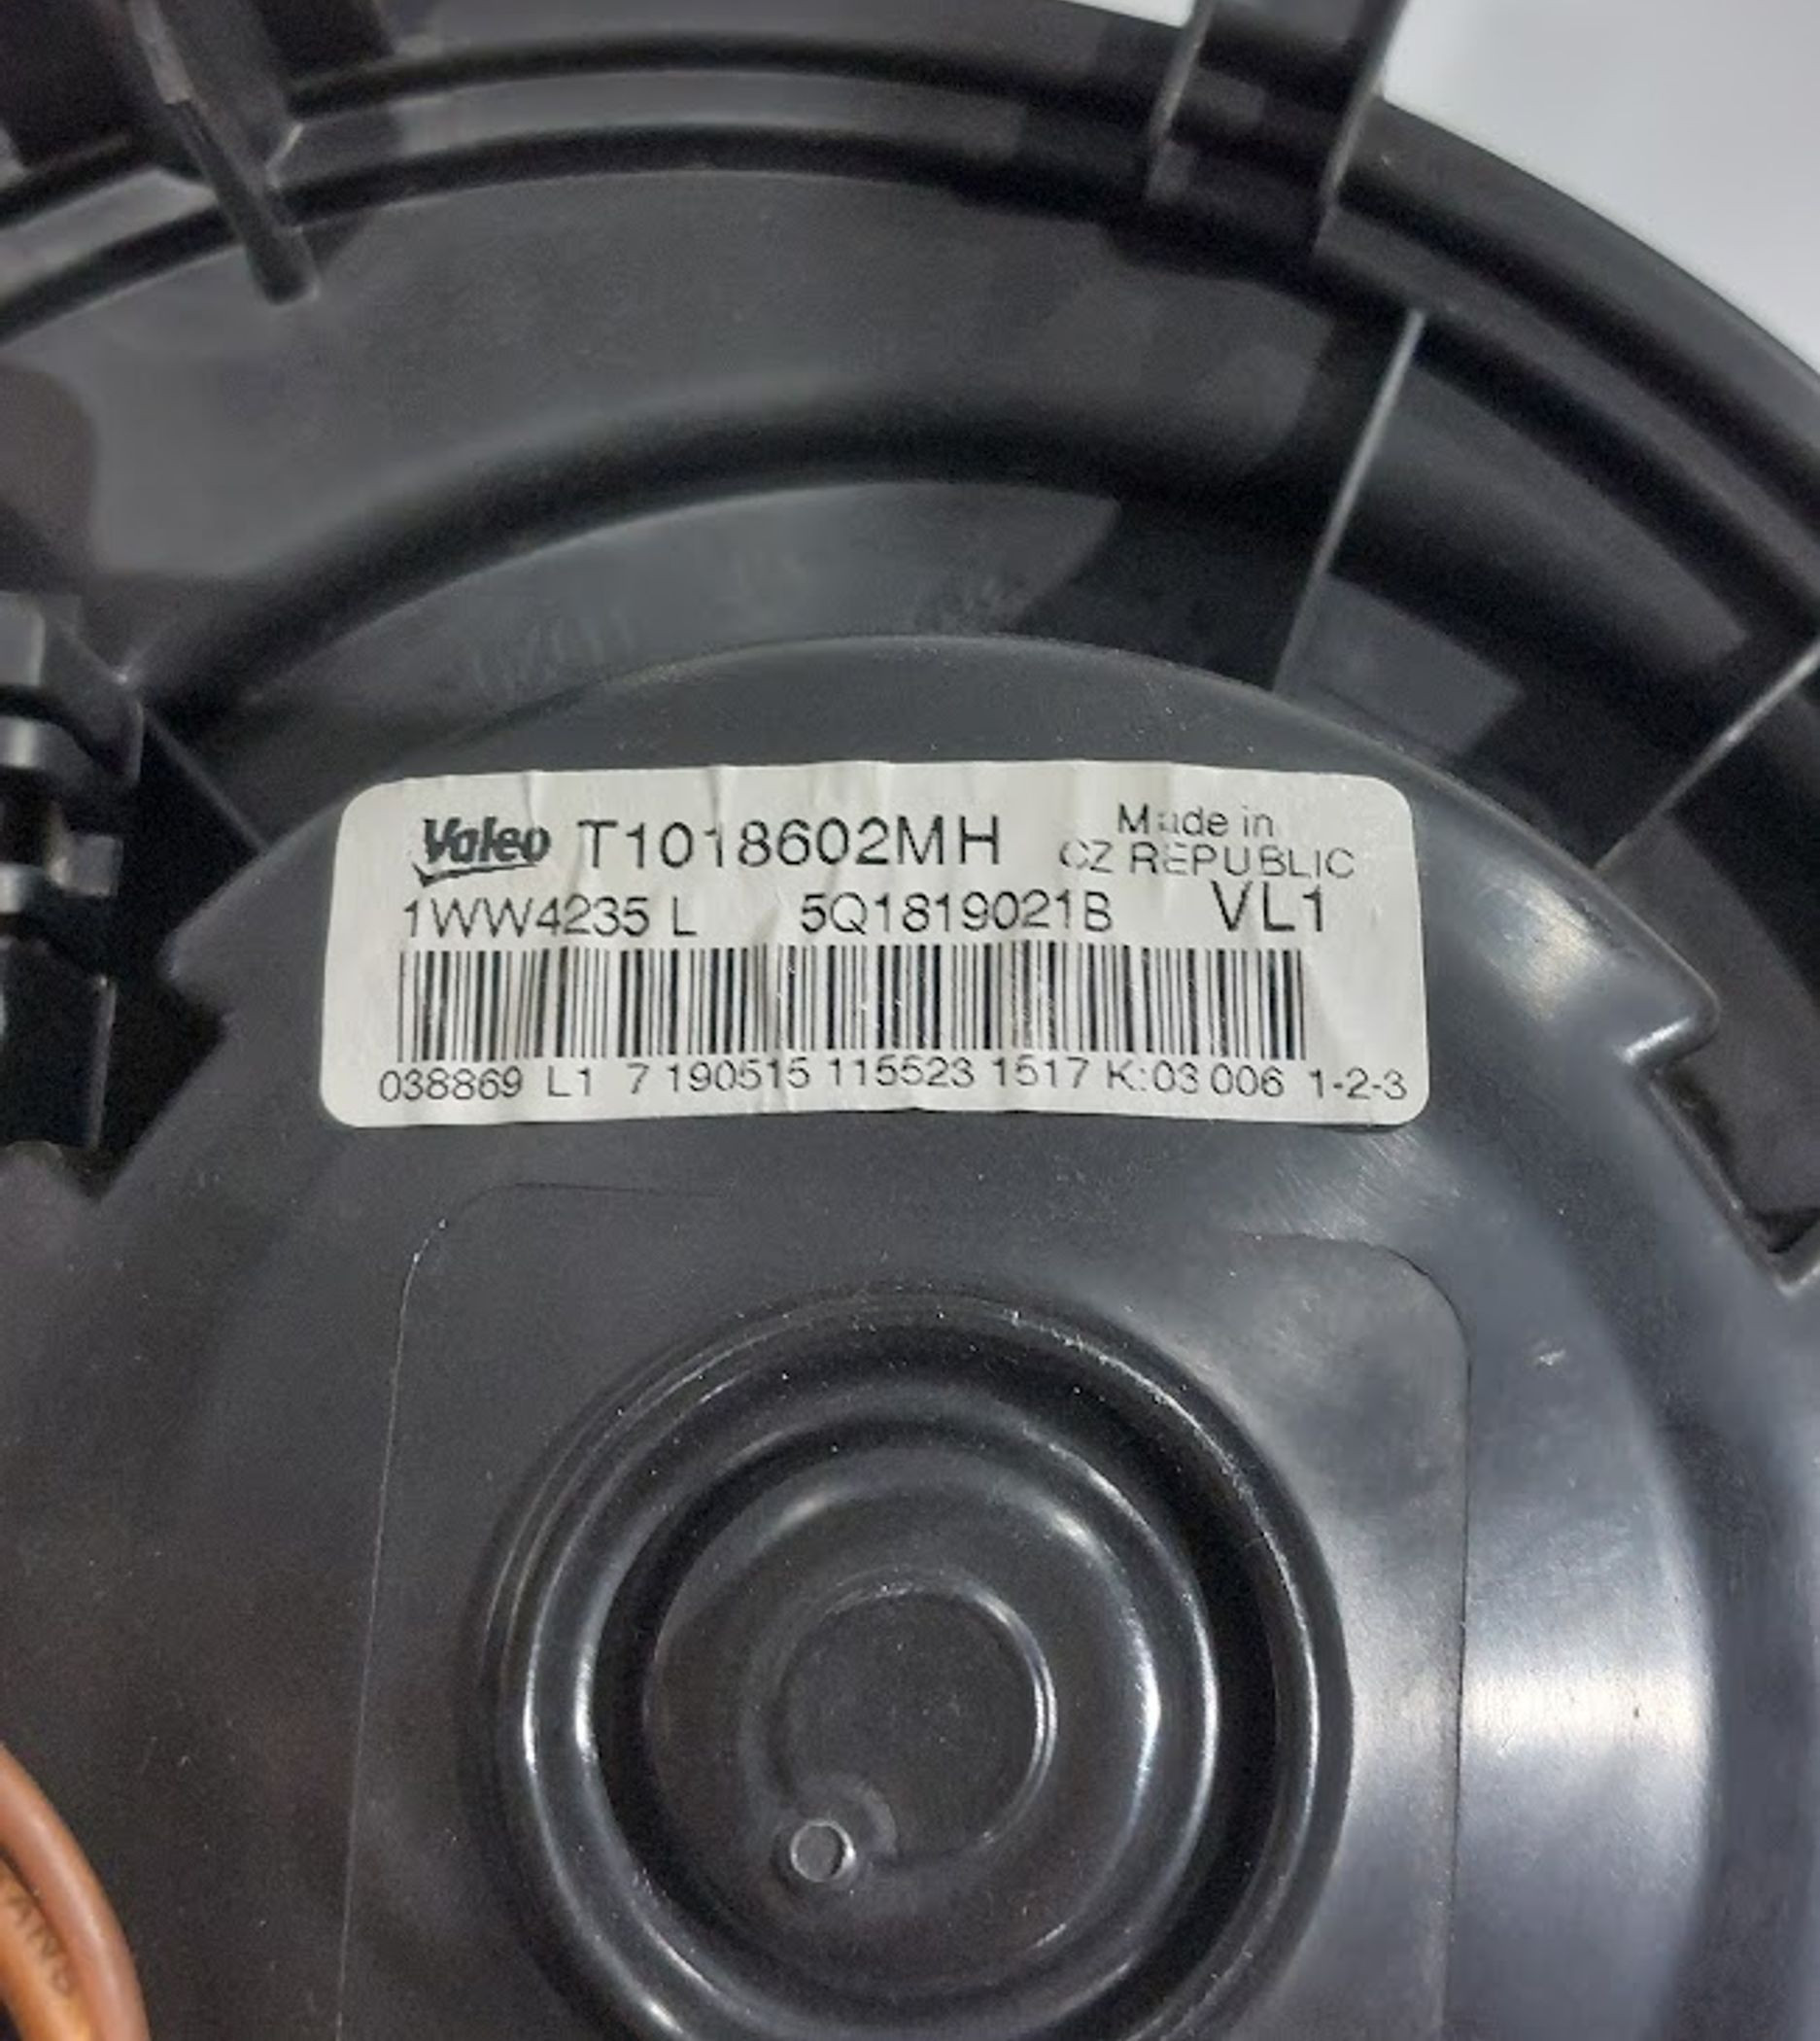 Valeo T1018602MH Made in
CZ REPUBLIC
1WW4235 L 5Q1819021B VL1
038869 L1 7 190515 115523 1517 K:03 006 1-2-3